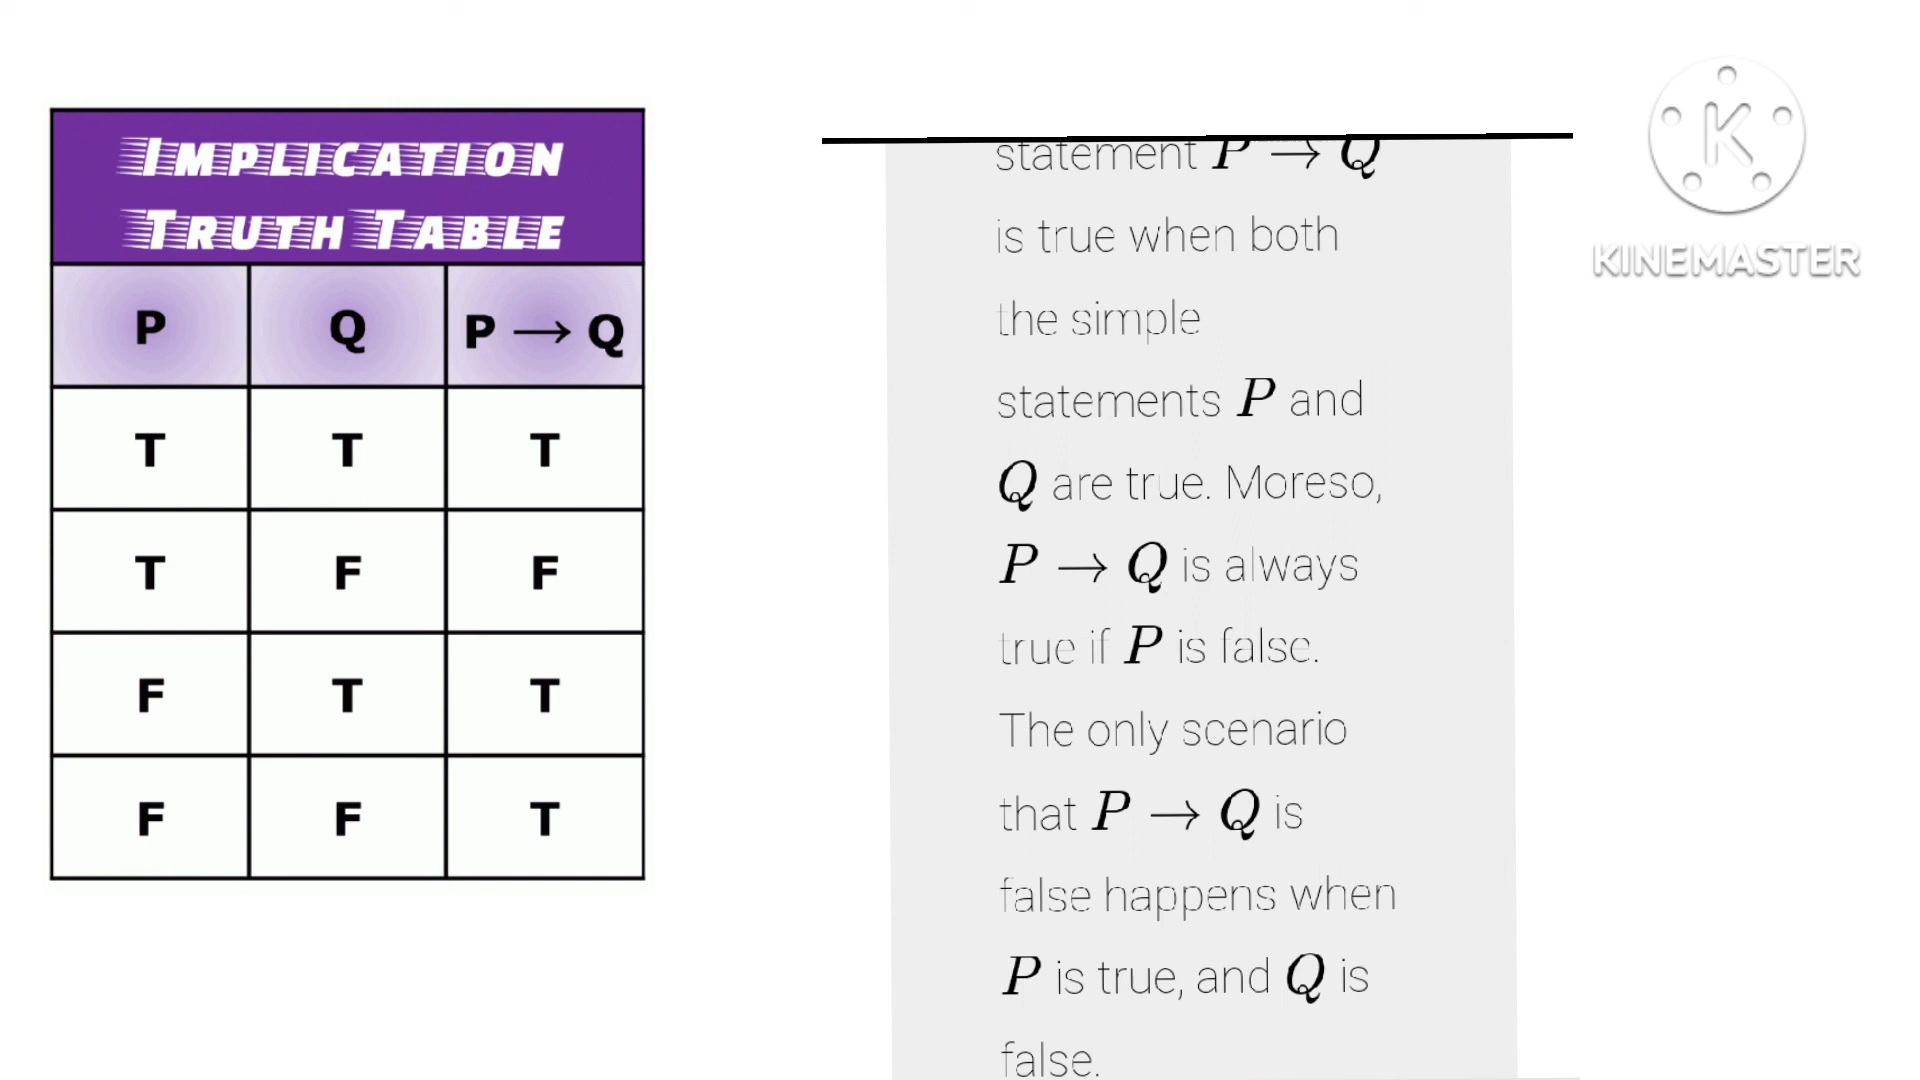 IMPLICATION
TRUTH TABLE
P Q P → Q
T T T
T F F
F T T
F F T
statement P → Q
is true when both
the simple
statements P and
Q are true. Moreso,
P → Q is always
true if P is false.
The only scenario
that P → Q is
false happens when
P is true, and Q is
false.
K
KINEMASTER